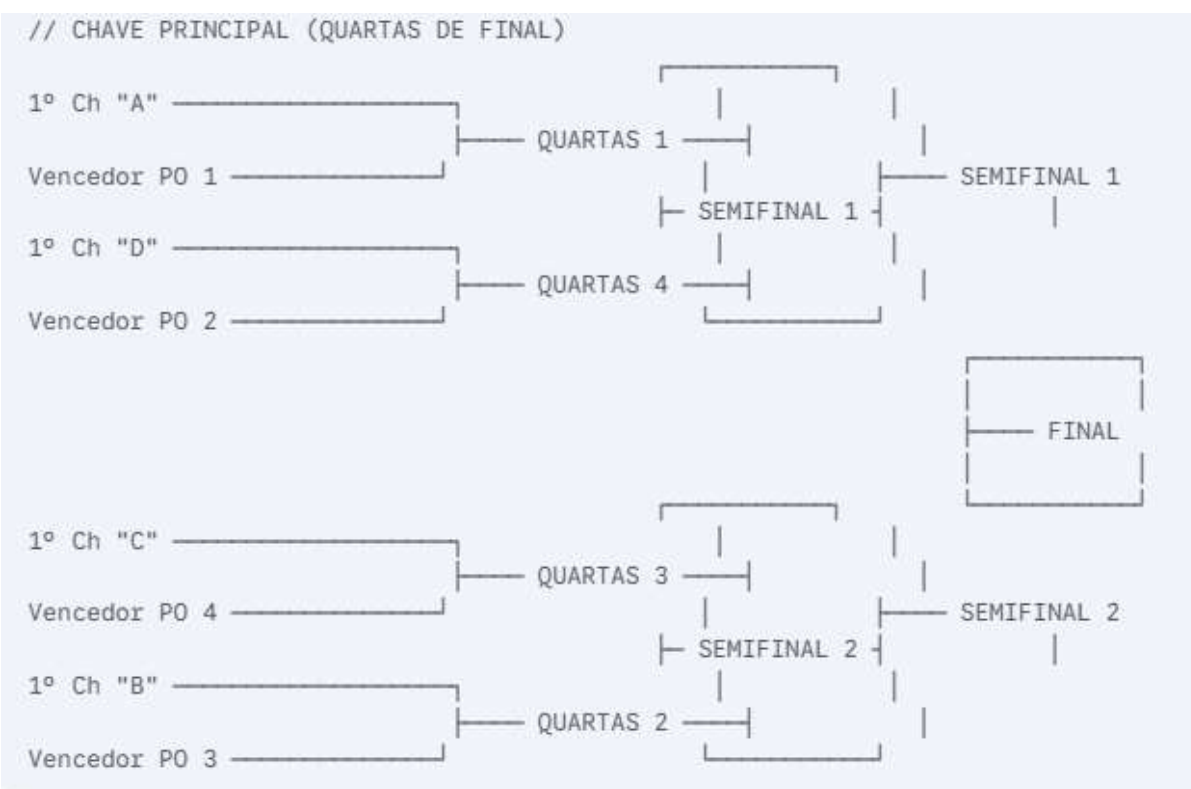 // CHAVE PRINCIPAL (QUARTAS DE FINAL)
1º Ch "A"
QUARTAS 1
Vencedor PO 1
SEMIFINAL 1
SEMIFINAL 1
1º Ch "D"
QUARTAS 4
Vencedor PO 2
FINAL
1º Ch "C"
QUARTAS 3
Vencedor PO 4
SEMIFINAL 2
SEMIFINAL 2
1º Ch "B"
QUARTAS 2
Vencedor PO 3